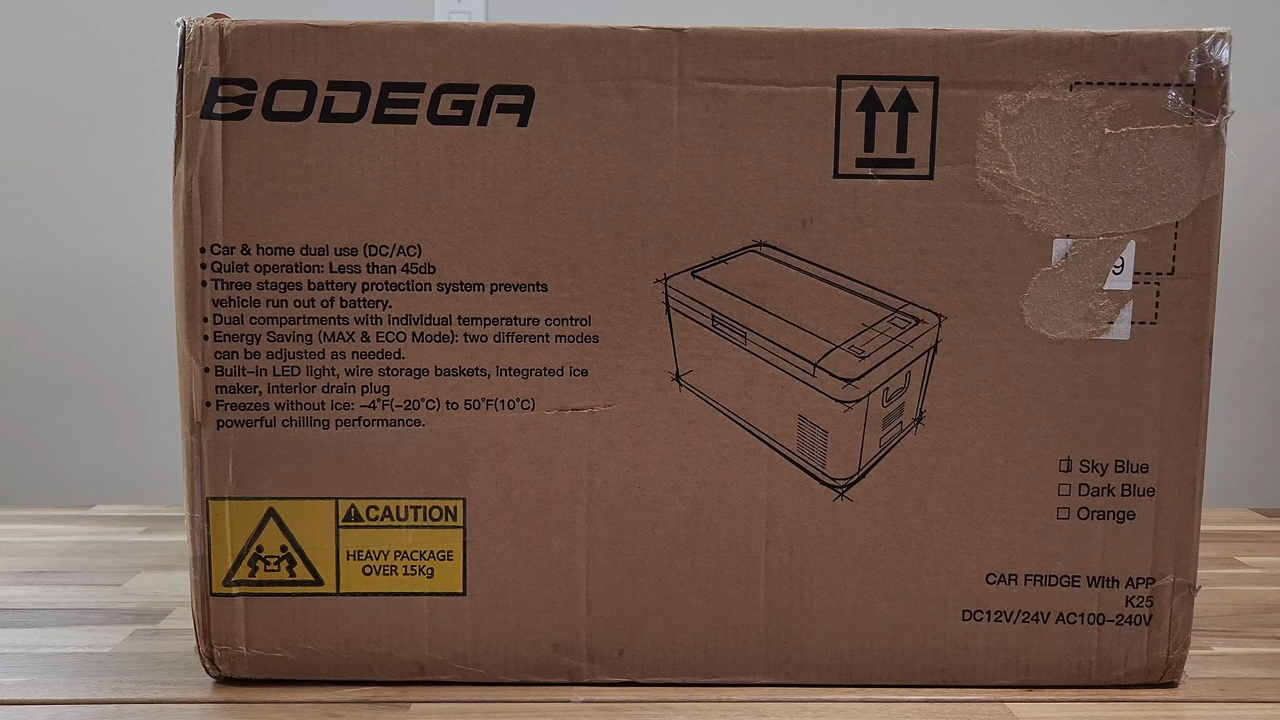 BODEGA
• Car & home dual use (DC/AC)
• Quiet operation: Less than 45db
• Three stages battery protection system prevents
vehicle run out of battery.
• Dual compartments with individual temperature control
• Energy Saving (MAX & ECO Mode): two different modes
can be adjusted as needed.
• Built-in LED light, wire storage baskets, integrated ice
maker, interior drain plug
• Freezes without ice: -4°F(-20°C) to 50°F(10°C)
powerful chilling performance.
9
Sky Blue
Dark Blue
Orange
CAUTION
HEAVY PACKAGE
OVER 15Kg
CAR FRIDGE With APP
K25
DC12V/24V AC100-240V